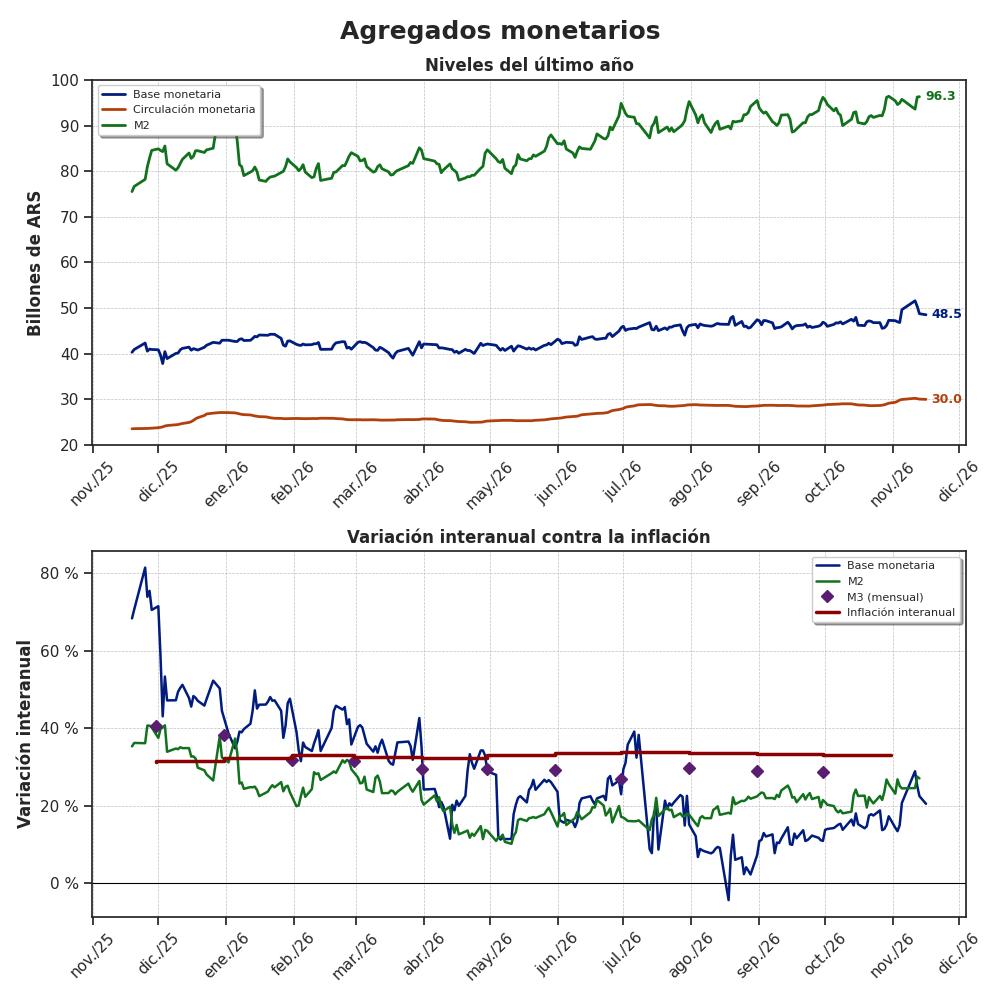 Agregados monetarios
Niveles del último año
Billones de ARS
100
90
80
70
60
50
40
30
20
Base monetaria
Circulación monetaria
M2
96.3
48.5
30.0
nov./25
dic./25
ene./26
feb./26
mar./26
abr./26
may./26
jun./26
jul./26
ago./26
sep./26
oct./26
nov./26
dic./26
Variación interanual contra la inflación
Variación interanual
80 %
60 %
40 %
20 %
0 %
Base monetaria
M2
M3 (mensual)
Inflación interanual
nov./25
dic./25
ene./26
feb./26
mar./26
abr./26
may./26
jun./26
jul./26
ago./26
sep./26
oct./26
nov./26
dic./26